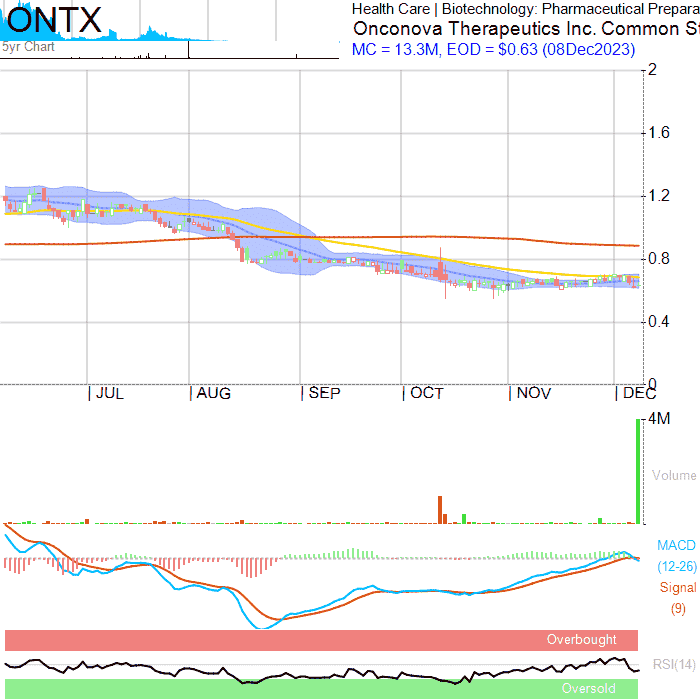 ONTX
5yr Chart
Health Care | Biotechnology: Pharmaceutical Prepara
Onconova Therapeutics Inc. Common St
MC = 13.3M, EOD = $0.63 (08Dec2023)
2
1.6
1.2
0.8
0.4
0
JUL AUG SEP OCT NOV DEC
4M
Volume
MACD
(12-26)
Signal
(9)
Overbought
RSI(14)
Oversold